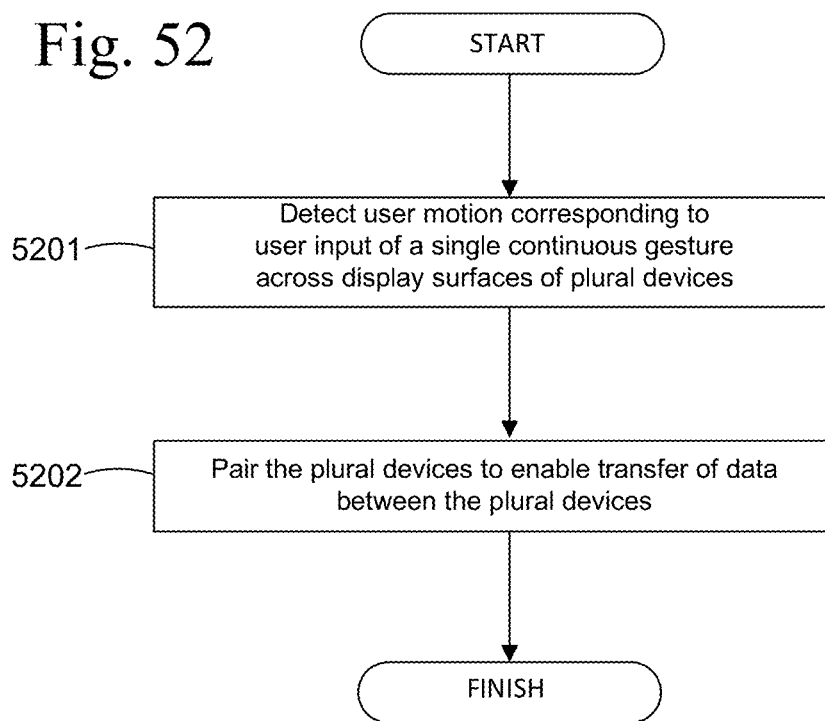 Fig. 52
START
5201
Detect user motion corresponding to
user input of a single continuous gesture
across display surfaces of plural devices
5202
Pair the plural devices to enable transfer of data
between the plural devices
FINISH